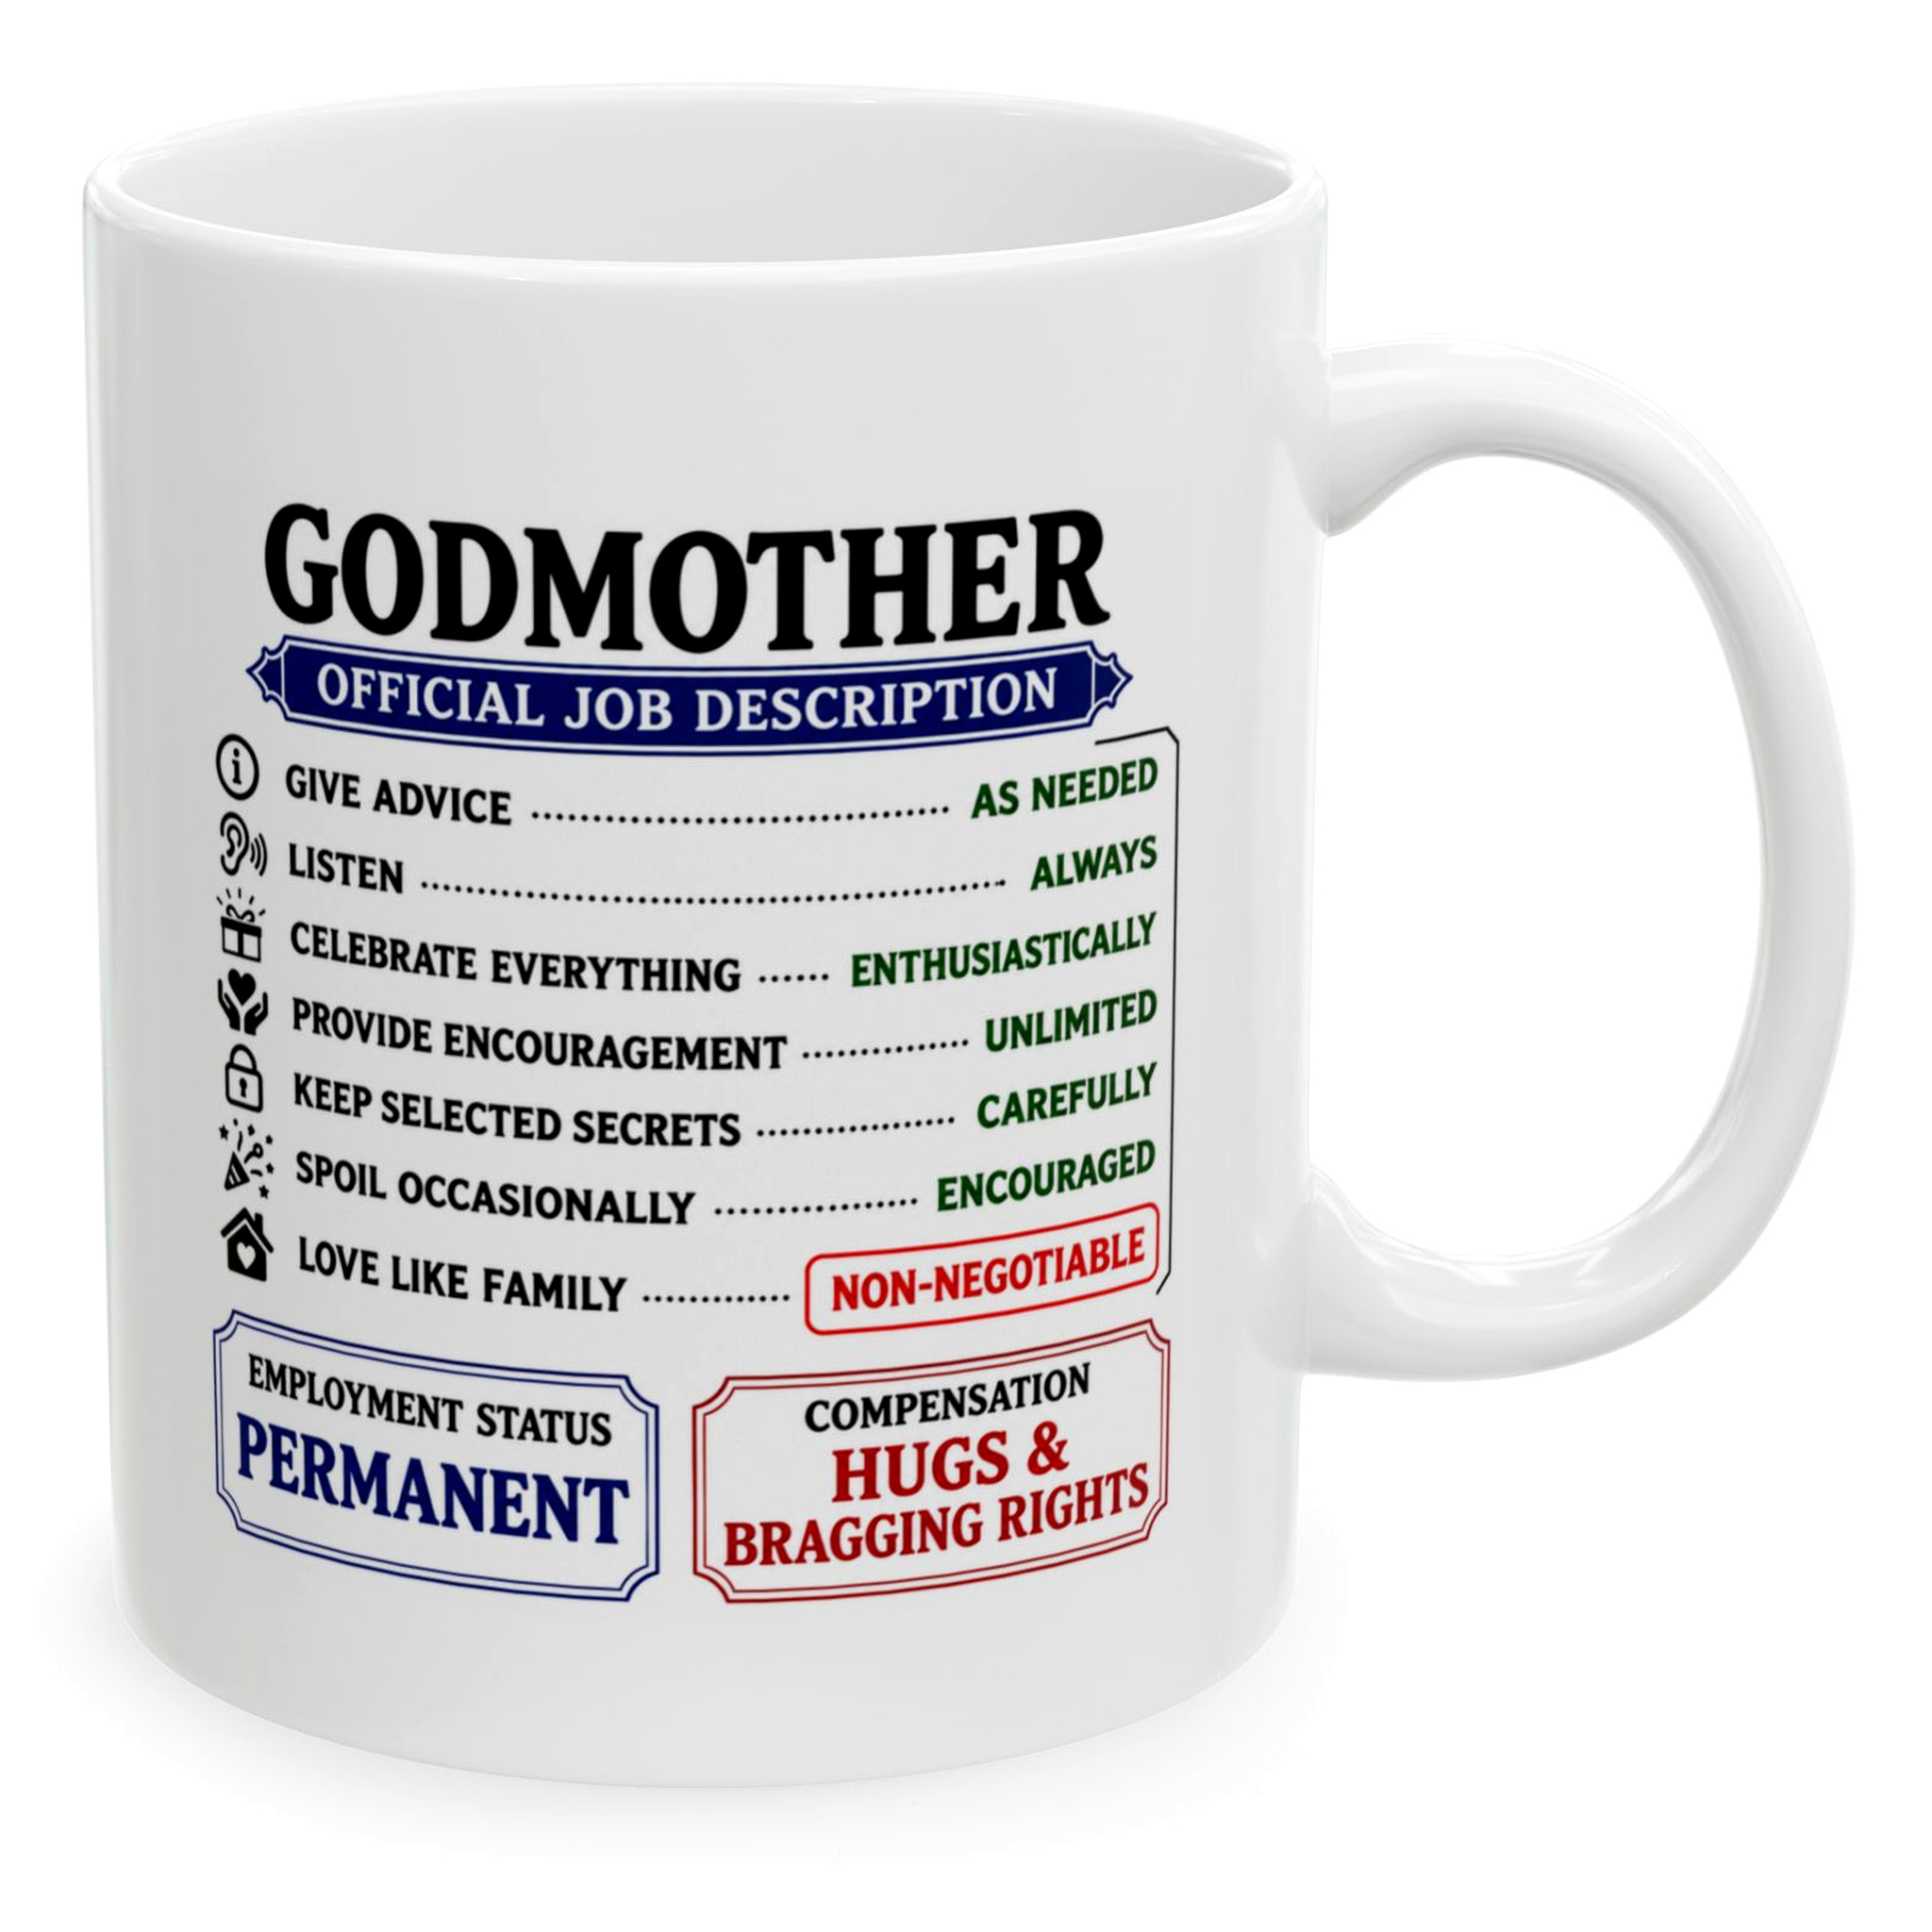 GODMOTHER
OFFICIAL JOB DESCRIPTION
GIVE ADVICE .................................. AS NEEDED
LISTEN .................................................. ALWAYS
CELEBRATE EVERYTHING ...... ENTHUSIASTICALLY
PROVIDE ENCOURAGEMENT .............. UNLIMITED
KEEP SELECTED SECRETS ................. CAREFULLY
SPOIL OCCASIONALLY ................. ENCOURAGED
LOVE LIKE FAMILY ............ NON-NEGOTIABLE
EMPLOYMENT STATUS
PERMANENT
COMPENSATION
HUGS &
BRAGGING RIGHTS